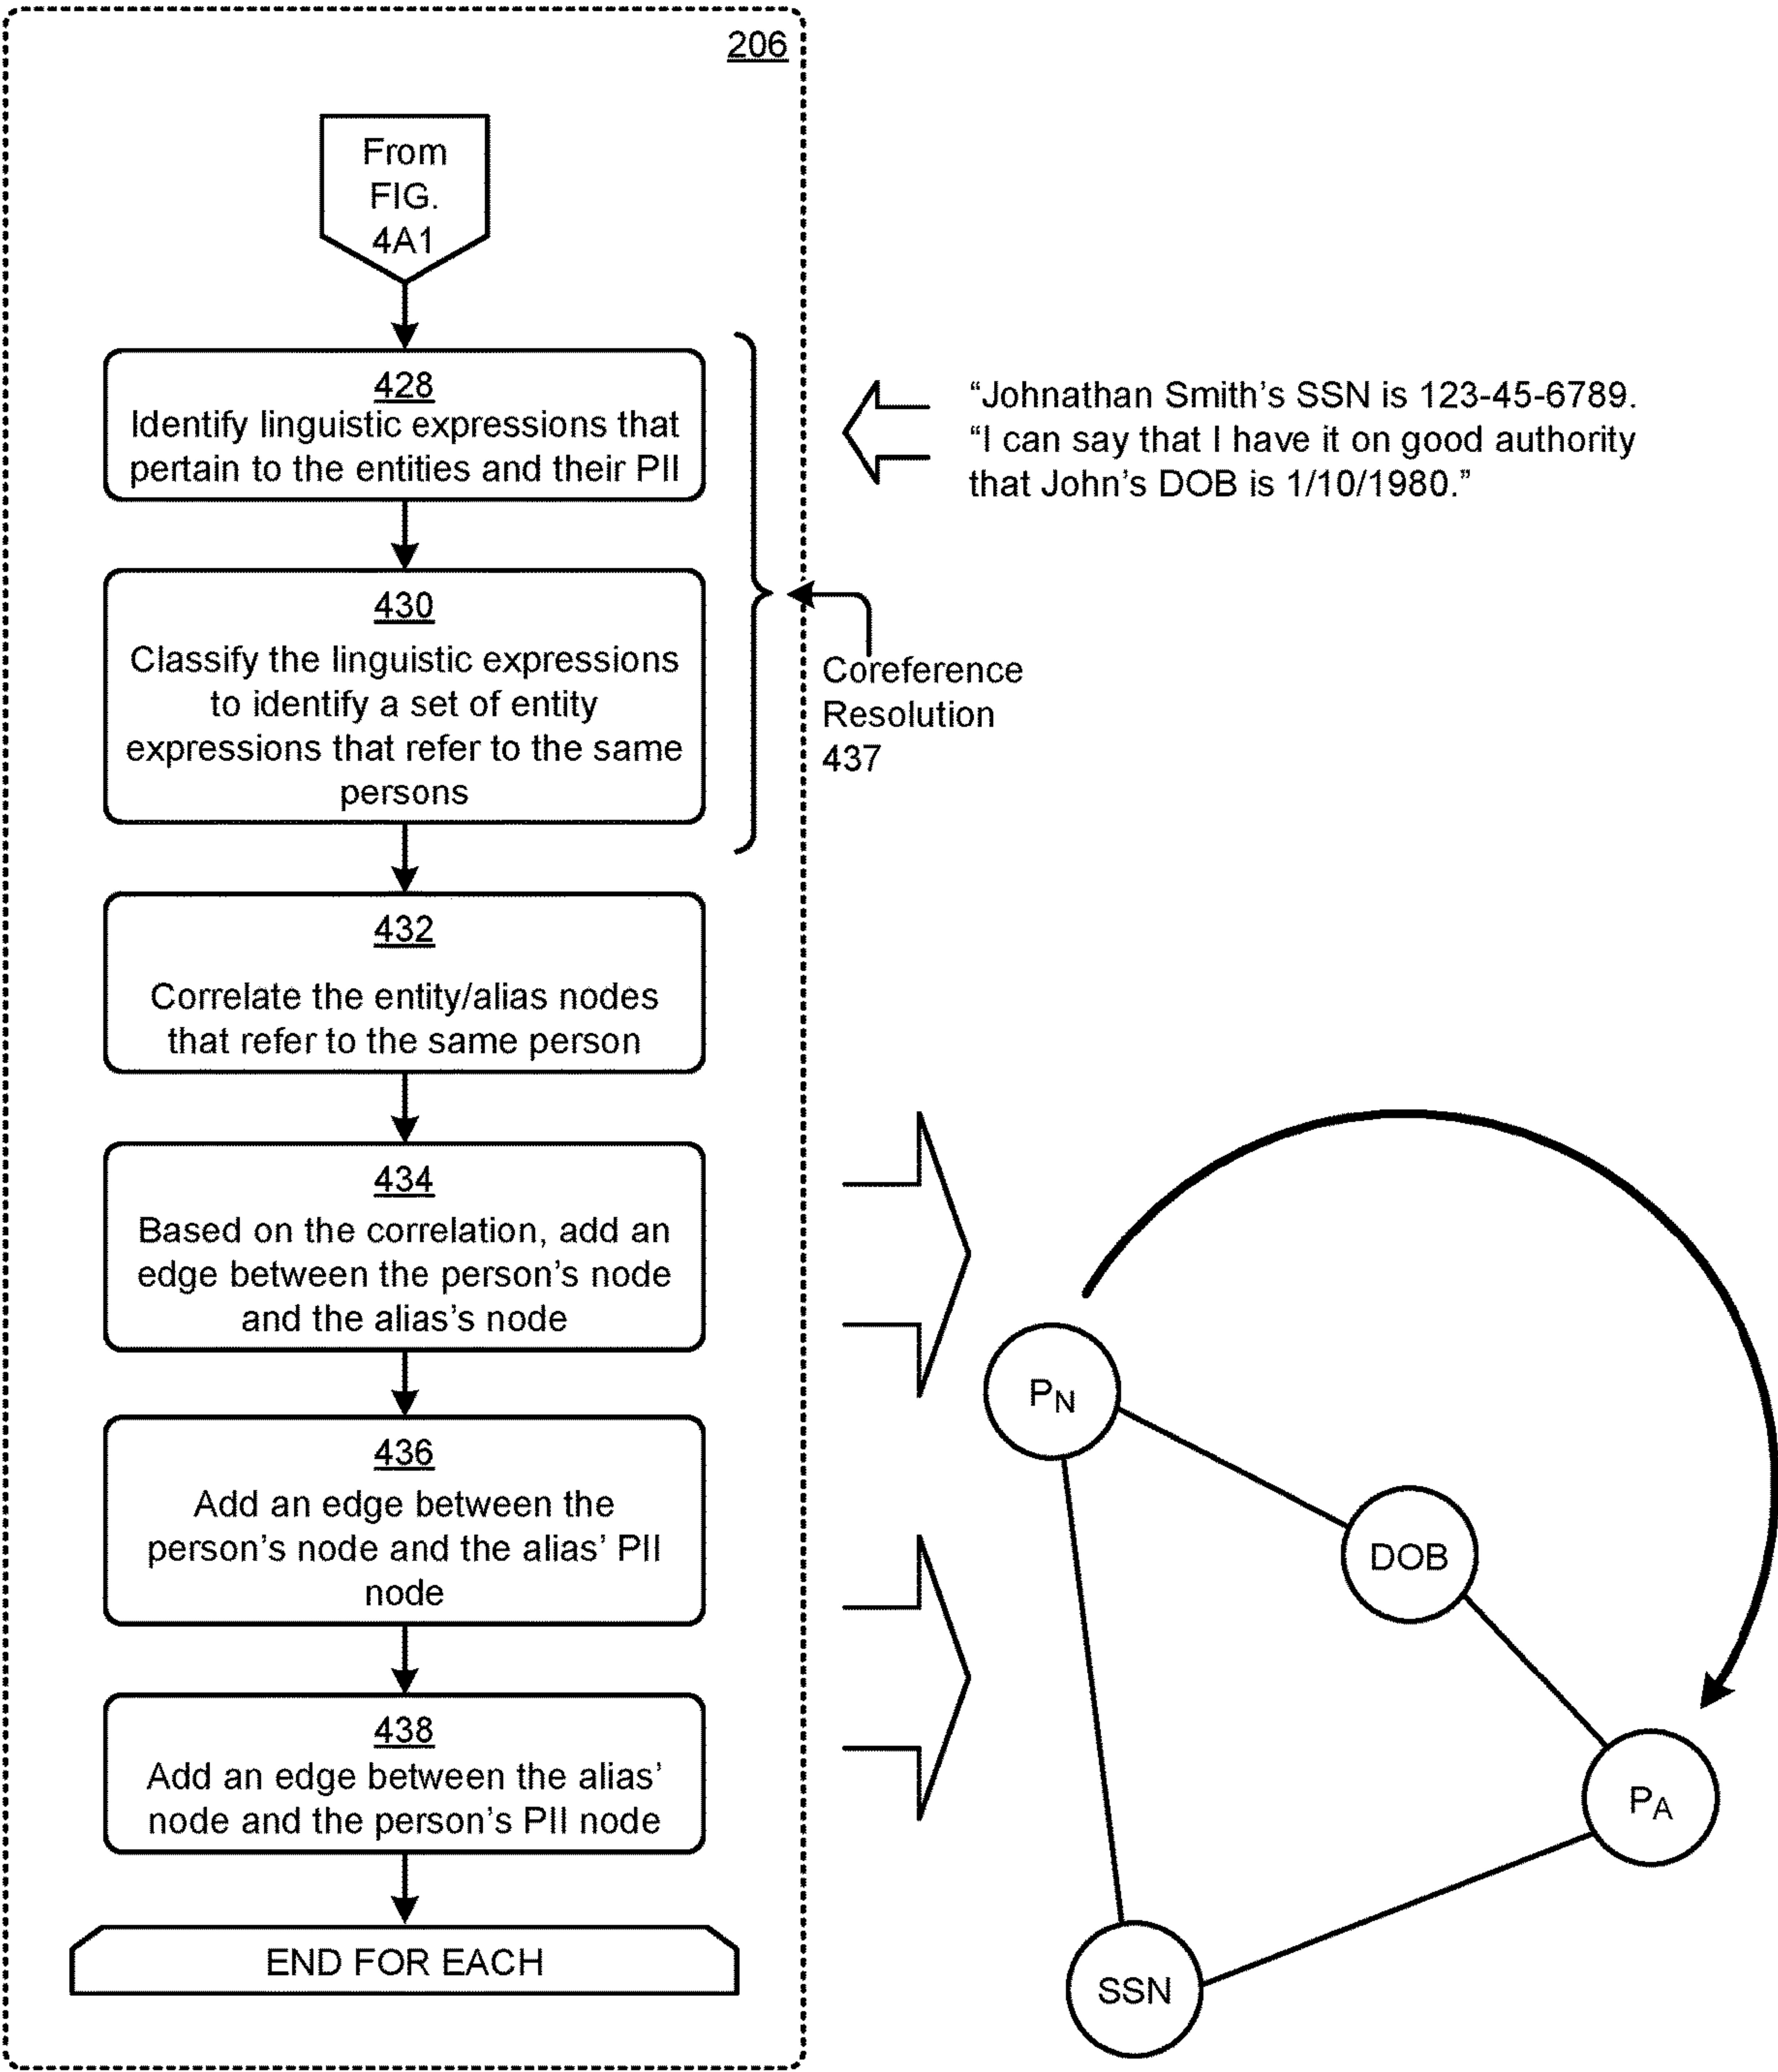 206
From
FIG.
4A1
428
Identify linguistic expressions that
pertain to the entities and their PII
“Johnathan Smith’s SSN is 123-45-6789.
“I can say that I have it on good authority
that John’s DOB is 1/10/1980.”
430
Classify the linguistic expressions
to identify a set of entity
expressions that refer to the same
persons
Coreference
Resolution
437
432
Correlate the entity/alias nodes
that refer to the same person
434
Based on the correlation, add an
edge between the person’s node
and the alias’s node
436
Add an edge between the
person’s node and the alias’ PII
node
438
Add an edge between the alias’
node and the person’s PII node
END FOR EACH
PN
DOB
PA
SSN